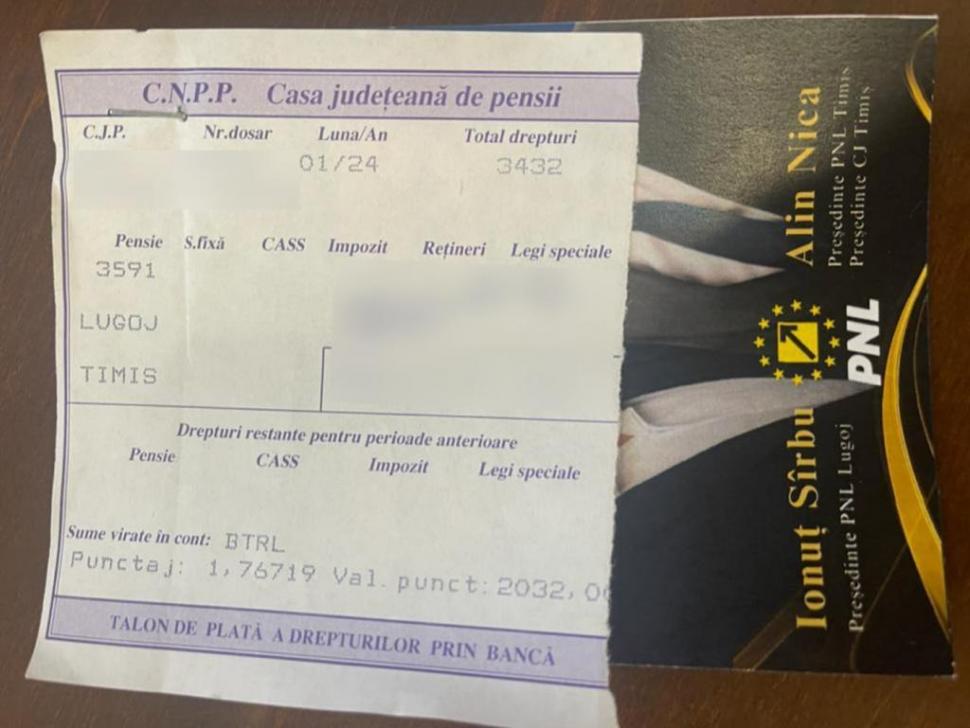 C.N.P.P. Casa județeană de pensii
C.J.P. Nr.dosar Luna/An Total drepturi
01/24 3432
Pensie S.fixă CASS Impozit Rețineri Legi speciale
3591
LUGOJ
TIMIS
Drepturi restante pentru perioade anterioare
Pensie CASS Impozit Legi speciale
Sume virate în cont: BTRL
Punctaj: 1,76719 Val. punct: 2032,0
TALON DE PLATĂ A DREPTURILOR PRIN BANCĂ
Ionuț Sîrbu
Președinte PNL Lugoj
PNL
Alin Nica
Președinte PNL Timiș
Președinte CJ Timiș